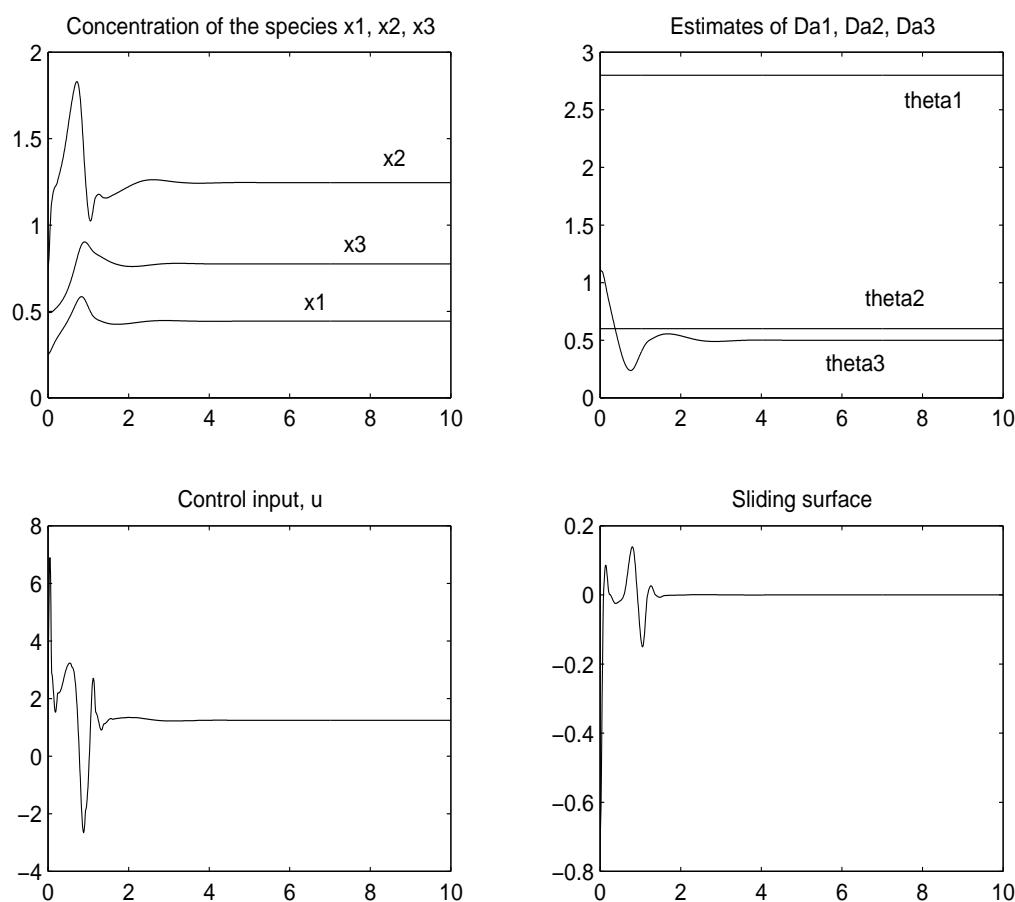 Concentration of the species x1, x2, x3
2
1.5
1
0.5
0
x2
x3
x1
0 2 4 6 8 10
Estimates of Da1, Da2, Da3
3
2.5
2
1.5
1
0.5
0
theta1
theta2
theta3
0 2 4 6 8 10
Control input, u
8
6
4
2
0
−2
−4
0 2 4 6 8 10
Sliding surface
0.2
0
−0.2
−0.4
−0.6
−0.8
0 2 4 6 8 10